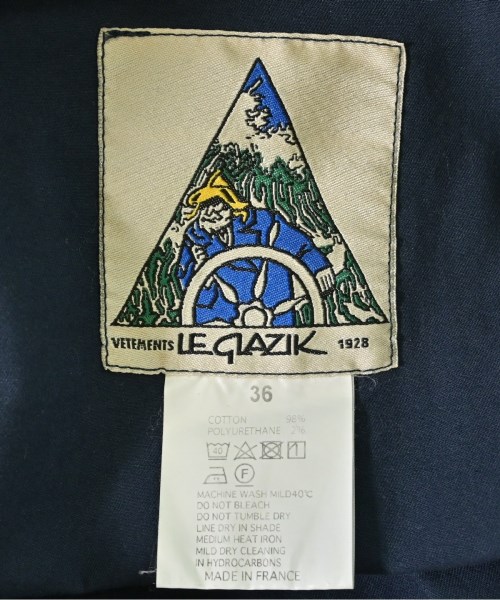 VETEMENTS LE GLAZIK 1928
36
COTTON 98%
POLYURETHANE 2%
40
F
MACHINE WASH MILD 40°C
DO NOT BLEACH
DO NOT TUMBLE DRY
LINE DRY IN SHADE
MEDIUM HEAT IRON
MILD DRY CLEANING
IN HYDROCARBONS
MADE IN FRANCE